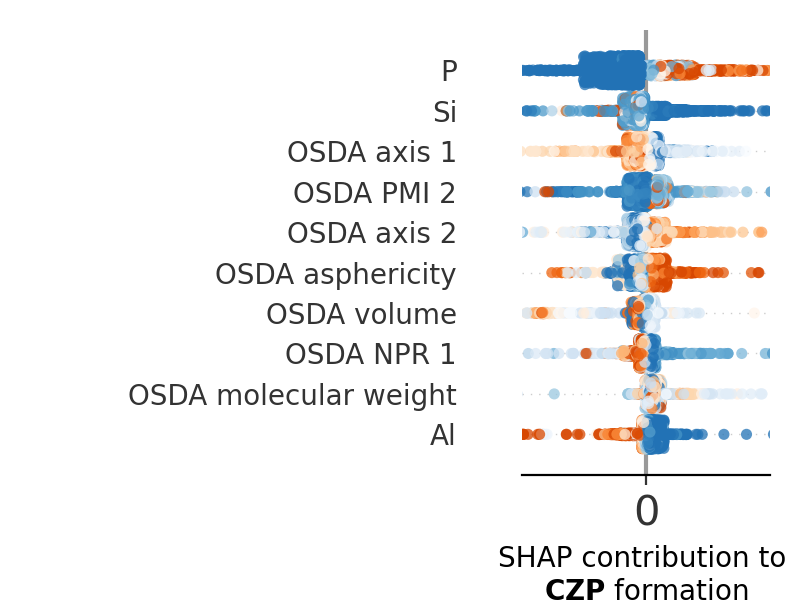 P
Si
OSDA axis 1
OSDA PMI 2
OSDA axis 2
OSDA asphericity
OSDA volume
OSDA NPR 1
OSDA molecular weight
Al
0
SHAP contribution to
CZP formation